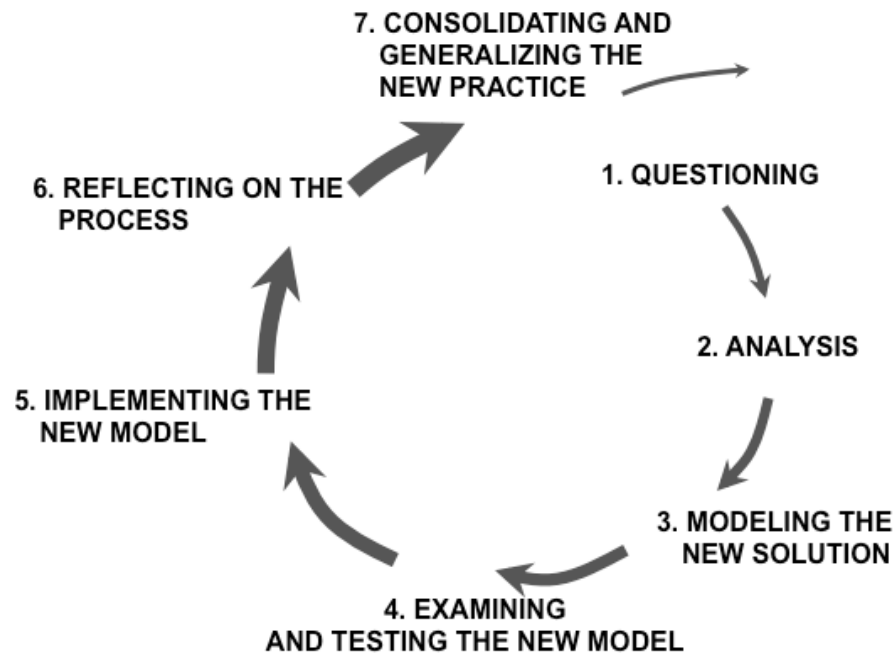 7. CONSOLIDATING AND
GENERALIZING THE
NEW PRACTICE
1. QUESTIONING
2. ANALYSIS
3. MODELING THE
NEW SOLUTION
4. EXAMINING
AND TESTING THE NEW MODEL
5. IMPLEMENTING THE
NEW MODEL
6. REFLECTING ON THE
PROCESS